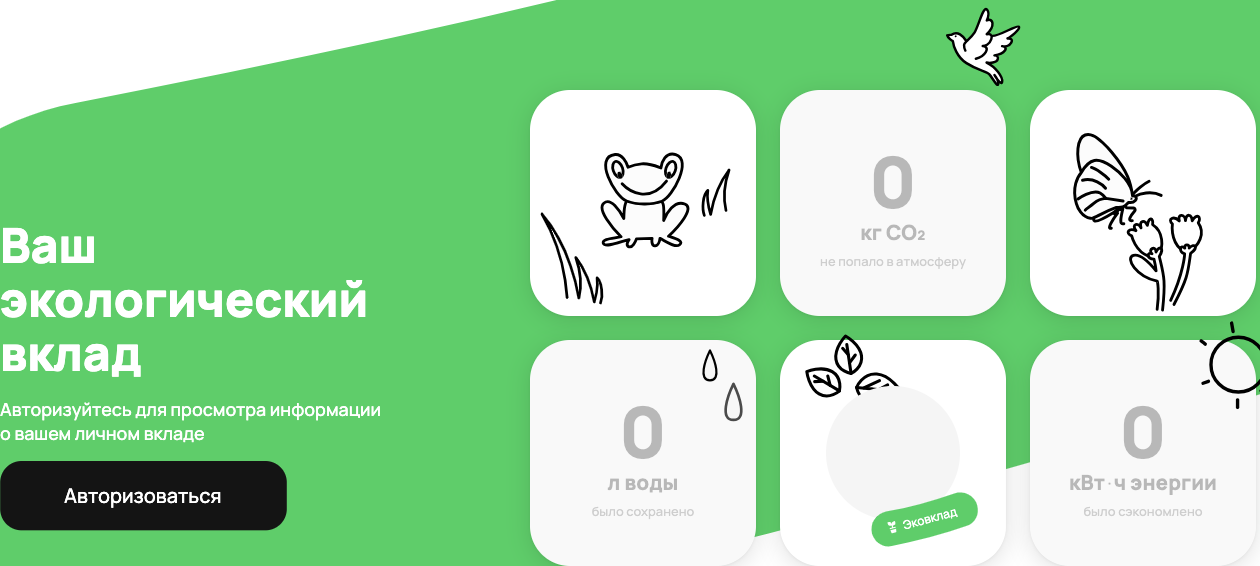 Ваш
экологический
вклад
Авторизуйтесь для просмотра информации
о вашем личном вкладе
Авторизоваться
0
кг CO₂
не попало в атмосферу
0
л воды
было сохранено
Эковклад
0
кВт·ч энергии
было сэкономлено